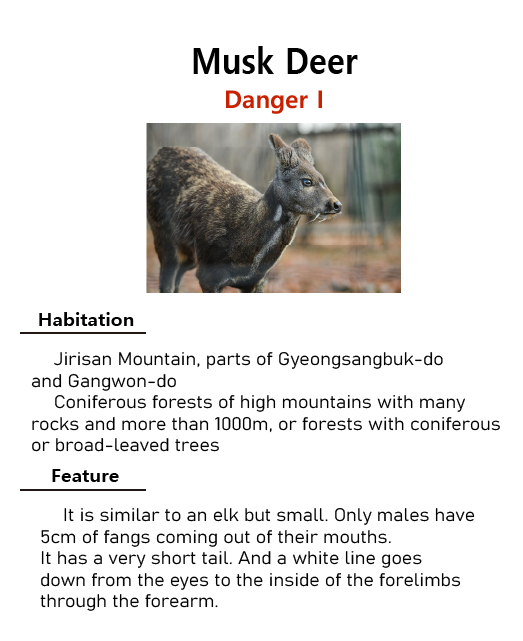 Musk Deer
Danger I
Habitation
Jirisan Mountain, parts of Gyeongsangbuk-do
and Gangwon-do
Coniferous forests of high mountains with many
rocks and more than 1000m, or forests with coniferous
or broad-leaved trees
Feature
It is similar to an elk but small. Only males have
5cm of fangs coming out of their mouths.
It has a very short tail. And a white line goes
down from the eyes to the inside of the forelimbs
through the forearm.